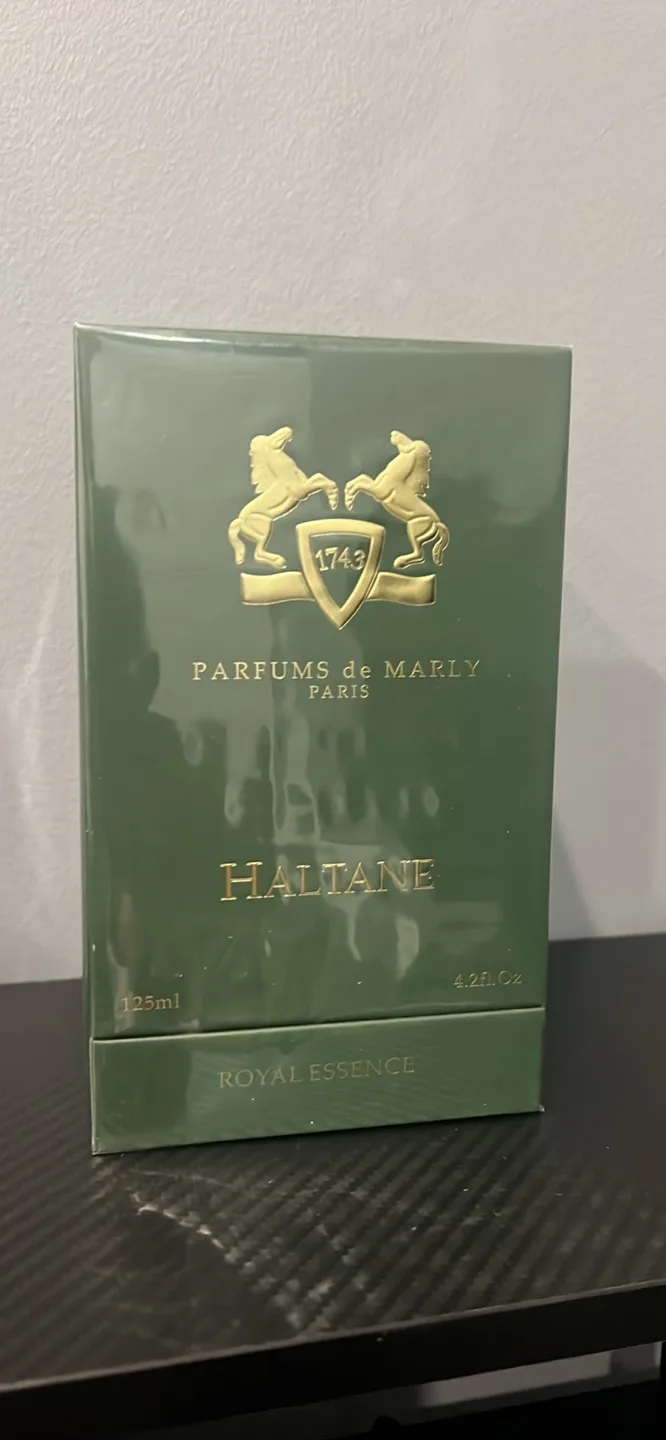 1743
PARFUMS de MARLY
PARIS
HALTANE
125ml 4.2fl.Oz
ROYAL ESSENCE